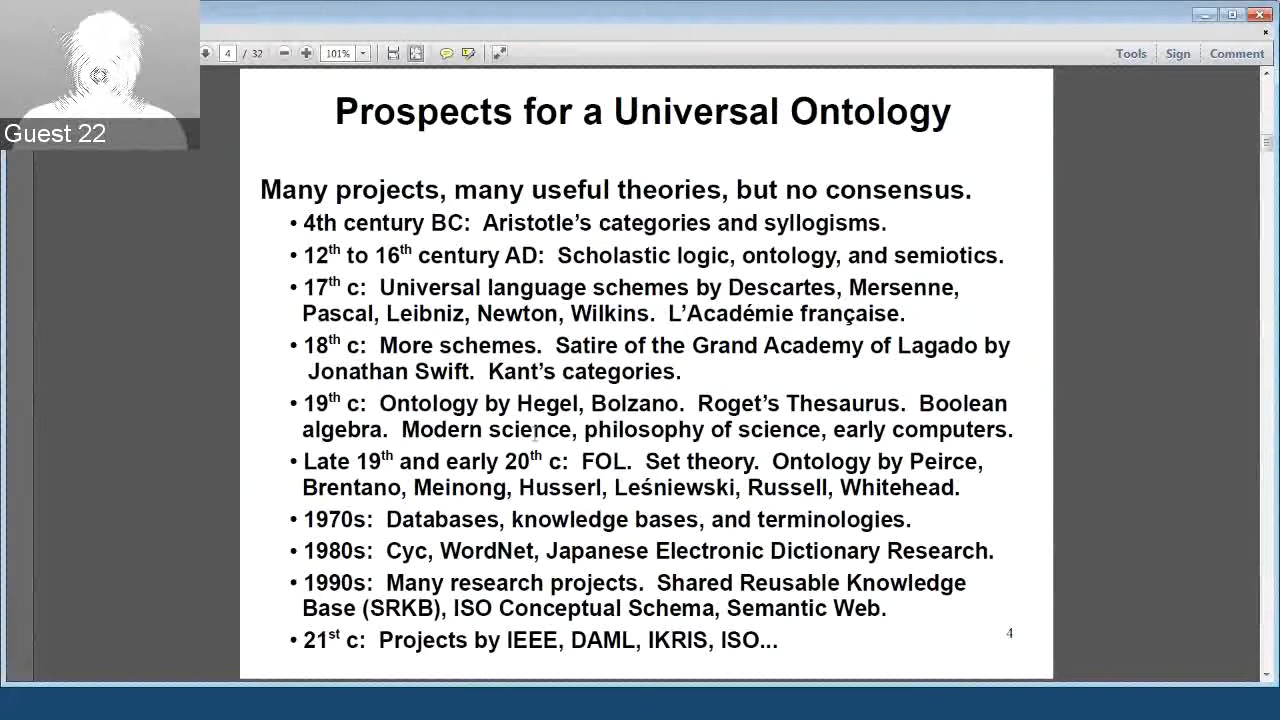 4 / 32
101%
Tools
Sign
Comment
Guest 22
Prospects for a Universal Ontology
Many projects, many useful theories, but no consensus.
• 4th century BC: Aristotle’s categories and syllogisms.
• 12th to 16th century AD: Scholastic logic, ontology, and semiotics.
• 17th c: Universal language schemes by Descartes, Mersenne,
Pascal, Leibniz, Newton, Wilkins. L’Académie française.
• 18th c: More schemes. Satire of the Grand Academy of Lagado by
Jonathan Swift. Kant’s categories.
• 19th c: Ontology by Hegel, Bolzano. Roget’s Thesaurus. Boolean
algebra. Modern science, philosophy of science, early computers.
• Late 19th and early 20th c: FOL. Set theory. Ontology by Peirce,
Brentano, Meinong, Husserl, Leśniewski, Russell, Whitehead.
• 1970s: Databases, knowledge bases, and terminologies.
• 1980s: Cyc, WordNet, Japanese Electronic Dictionary Research.
• 1990s: Many research projects. Shared Reusable Knowledge
Base (SRKB), ISO Conceptual Schema, Semantic Web.
• 21st c: Projects by IEEE, DAML, IKRIS, ISO...
4